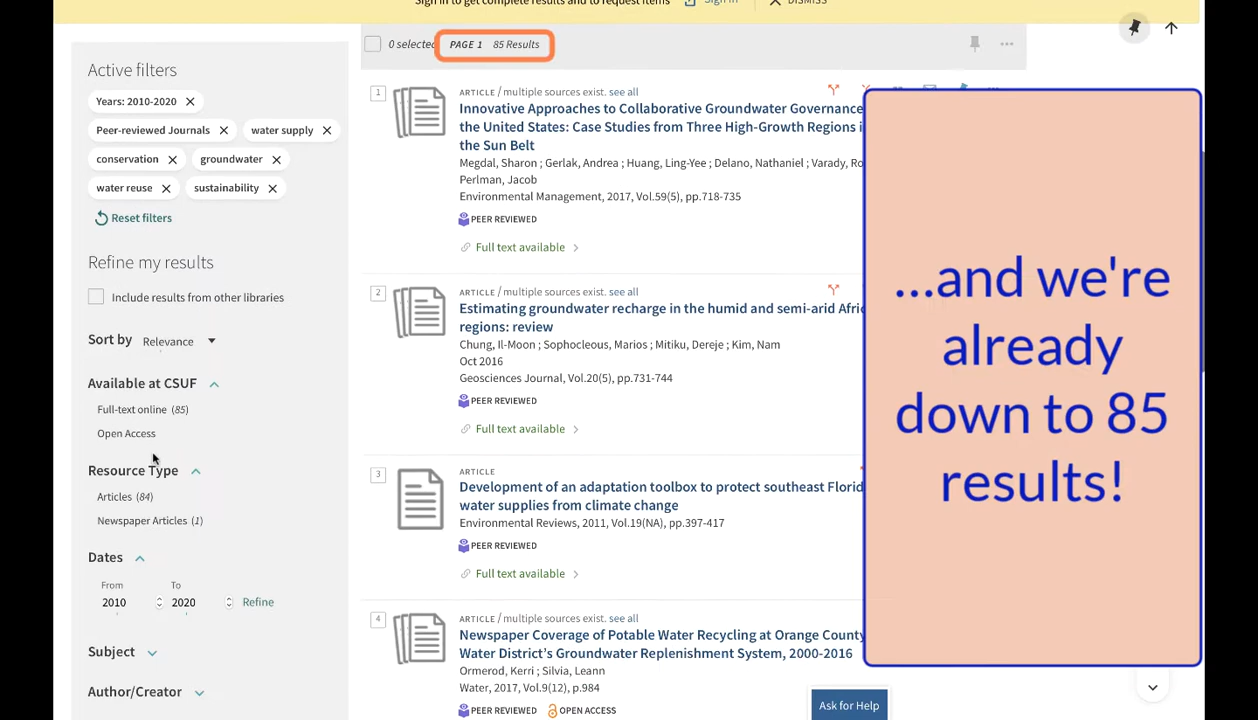 Sign in to get complete results and to request items Sign in DISMISS
0 selected PAGE 1 85 Results
Active filters
Years: 2010-2020
Peer-reviewed Journals water supply
conservation groundwater
water reuse sustainability
Reset filters
Refine my results
Include results from other libraries
Sort by Relevance
Available at CSUF
Full-text online (85)
Open Access
Resource Type
Articles (84)
Newspaper Articles (1)
Dates
From To
2010 2020 Refine
Subject
Author/Creator
1
ARTICLE / multiple sources exist. see all
Innovative Approaches to Collaborative Groundwater Governance
the United States: Case Studies from Three High-Growth Regions
the Sun Belt
Megdal, Sharon ; Gerlak, Andrea ; Huang, Ling-Yee ; Delano, Nathaniel ; Varady, Ro
Perlman, Jacob
Environmental Management, 2017, Vol.59(5), pp.718-735
PEER REVIEWED
Full text available
2
ARTICLE / multiple sources exist. see all
Estimating groundwater recharge in the humid and semi-arid Afri
regions: review
Chung, Il-Moon ; Sophocleous, Marios ; Mitiku, Dereje ; Kim, Nam
Oct 2016
Geosciences Journal, Vol.20(5), pp.731-744
PEER REVIEWED
Full text available
3
ARTICLE
Development of an adaptation toolbox to protect southeast Florid
water supplies from climate change
Environmental Reviews, 2011, Vol.19(NA), pp.397-417
PEER REVIEWED
Full text available
4
ARTICLE / multiple sources exist. see all
Newspaper Coverage of Potable Water Recycling at Orange County
Water District's Groundwater Replenishment System, 2000-2016
Ormerod, Kerri ; Silvia, Leann
Water, 2017, Vol.9(12), p.984
PEER REVIEWED OPEN ACCESS
...and we're
already
down to 85
results!
Ask for Help